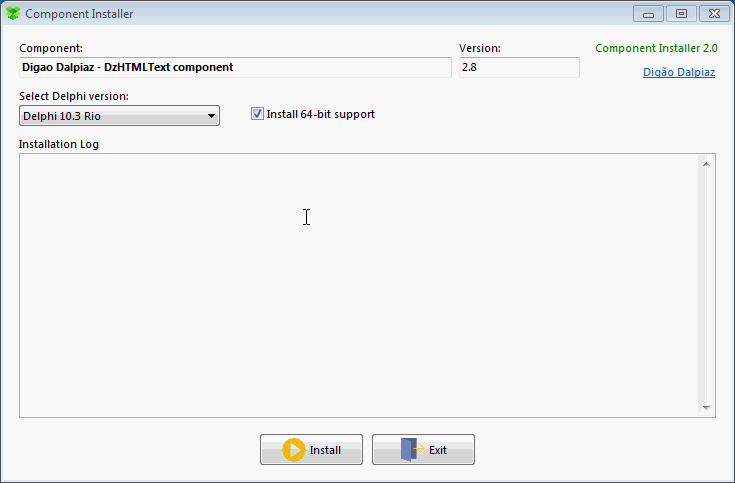 Component Installer
Component:
Version:
Component Installer 2.0
Digao Dalpiaz - DzHTMLText component
2.8
Digão Dalpiaz
Select Delphi version:
Delphi 10.3 Rio
Install 64-bit support
Installation Log
Install
Exit